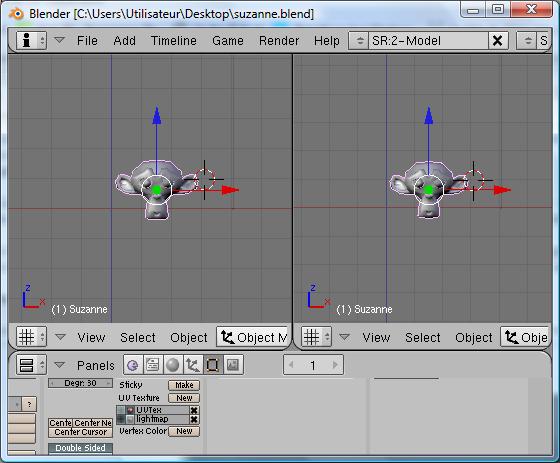 Blender [C:\Users\Utilisateur\Desktop\suzanne.blend]
File Add Timeline Game Render Help SR:2-Model S
z
x
(1) Suzanne
z
x
(1) Suzanne
View Select Object Object M
View Select Object Obje
Panels 1
Degr: 30
Sticky Make
UV Texture New
UVTex
lightmap
Vertex Color New
Cente Center Ne
Center Cursor
Double Sided